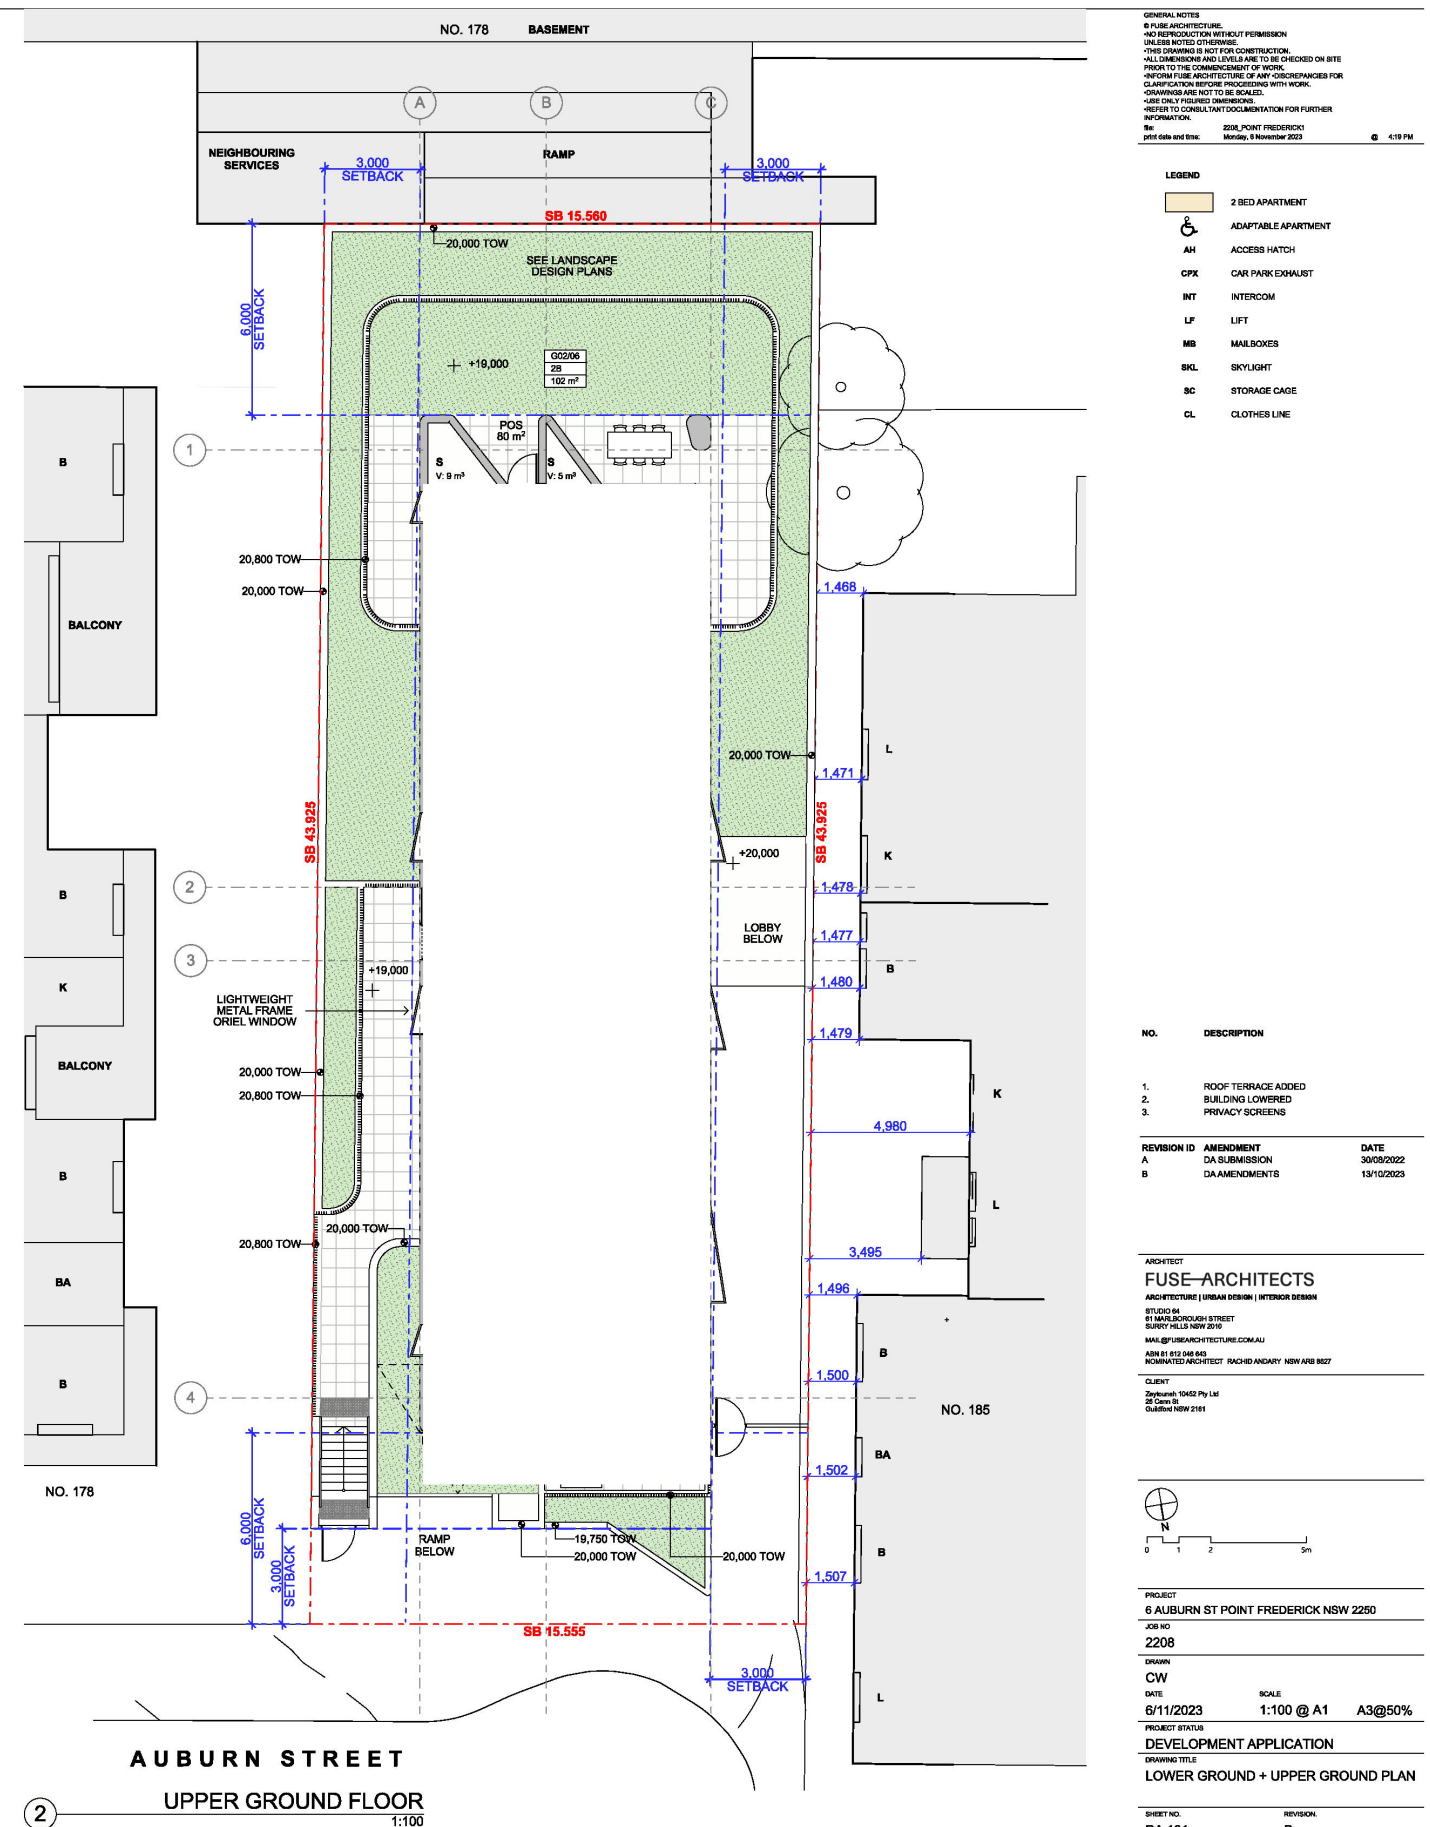 NO. 178 BASEMENT
A
B
C
NEIGHBOURING
SERVICES
RAMP
3,000
SETBACK
3,000
SETBACK
SB 15.560
20,000 TOW
SEE LANDSCAPE
DESIGN PLANS
6,000
SETBACK
+19,000
G02/06
2B
102 m²
POS
80 m²
1
S
V: 9 m³
S
V: 5 m³
B
20,800 TOW
20,000 TOW
1,468
BALCONY
L
20,000 TOW
1,471
SB 43.925
SB 43.925
+20,000
K
2
1,478
B
LOBBY
BELOW
1,477
3
+19,000
B
K
1,480
LIGHTWEIGHT
METAL FRAME
ORIEL WINDOW
1,479
BALCONY
20,000 TOW
20,800 TOW
K
4,980
B
L
20,000 TOW
20,800 TOW
3,495
BA
1,496
B
1,500
B
4
NO. 185
BA
1,502
NO. 178
6,000
SETBACK
3,000
SETBACK
RAMP
BELOW
19,750 TOW
20,000 TOW
20,000 TOW
B
1,507
SB 15.555
3,000
SETBACK
L
AUBURN STREET
2
UPPER GROUND FLOOR
1:100
GENERAL NOTES
© FUSE ARCHITECTURE.
•NO REPRODUCTION WITHOUT PERMISSION
UNLESS NOTED OTHERWISE.
•THIS DRAWING IS NOT FOR CONSTRUCTION.
•ALL DIMENSIONS AND LEVELS ARE TO BE CHECKED ON SITE
PRIOR TO THE COMMENCEMENT OF WORK.
•INFORM FUSE ARCHITECTURE OF ANY •DISCREPANCIES FOR
CLARIFICATION BEFORE PROCEEDING WITH WORK.
•DRAWINGS ARE NOT TO BE SCALED.
•USE ONLY FIGURED DIMENSIONS.
•REFER TO CONSULTANT DOCUMENTATION FOR FURTHER
INFORMATION.
file: 2208_POINT FREDERICK1
print date and time: Monday, 6 November 2023 @ 4:19 PM
LEGEND
2 BED APARTMENT
ADAPTABLE APARTMENT
AH ACCESS HATCH
CPX CAR PARK EXHAUST
INT INTERCOM
LF LIFT
MB MAILBOXES
SKL SKYLIGHT
SC STORAGE CAGE
CL CLOTHES LINE
NO. DESCRIPTION
1. ROOF TERRACE ADDED
2. BUILDING LOWERED
3. PRIVACY SCREENS
REVISION ID AMENDMENT DATE
A DA SUBMISSION 30/08/2022
B DA AMENDMENTS 13/10/2023
ARCHITECT
FUSE ARCHITECTS
ARCHITECTURE | URBAN DESIGN | INTERIOR DESIGN
STUDIO 64
61 MARLBOROUGH STREET
SURRY HILLS NSW 2010
MAIL@FUSEARCHITECTURE.COM.AU
ABN 81 612 046 643
NOMINATED ARCHITECT RACHID ANDARY NSW ARB 8627
CLIENT
Zaytouneh 10452 Pty Ltd
26 Cann St
Guildford NSW 2161
N
0 1 2 5m
PROJECT
6 AUBURN ST POINT FREDERICK NSW 2250
JOB NO
2208
DRAWN
CW
DATE SCALE
6/11/2023 1:100 @ A1 A3@50%
PROJECT STATUS
DEVELOPMENT APPLICATION
DRAWING TITLE
LOWER GROUND + UPPER GROUND PLAN
SHEET NO. REVISION.